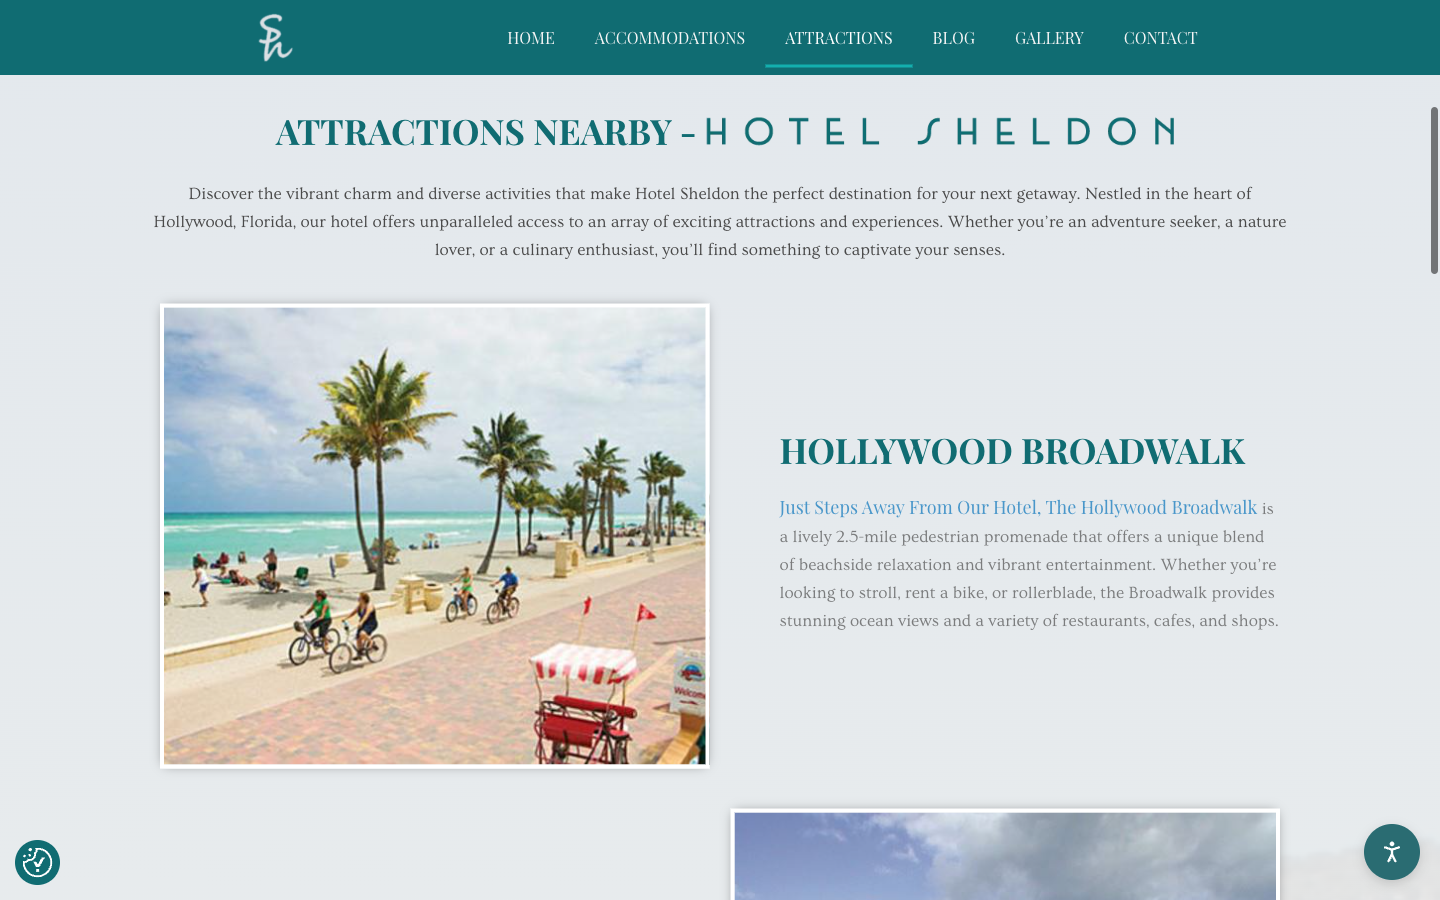 Sh
HOME ACCOMMODATIONS ATTRACTIONS BLOG GALLERY CONTACT
ATTRACTIONS NEARBY - HOTEL SHELDON
Discover the vibrant charm and diverse activities that make Hotel Sheldon the perfect destination for your next getaway. Nestled in the heart of
Hollywood, Florida, our hotel offers unparalleled access to an array of exciting attractions and experiences. Whether you're an adventure seeker, a nature
lover, or a culinary enthusiast, you'll find something to captivate your senses.
HOLLYWOOD BROADWALK
Just Steps Away From Our Hotel, The Hollywood Broadwalk is
a lively 2.5-mile pedestrian promenade that offers a unique blend
of beachside relaxation and vibrant entertainment. Whether you're
looking to stroll, rent a bike, or rollerblade, the Broadwalk provides
stunning ocean views and a variety of restaurants, cafes, and shops.
Welcome